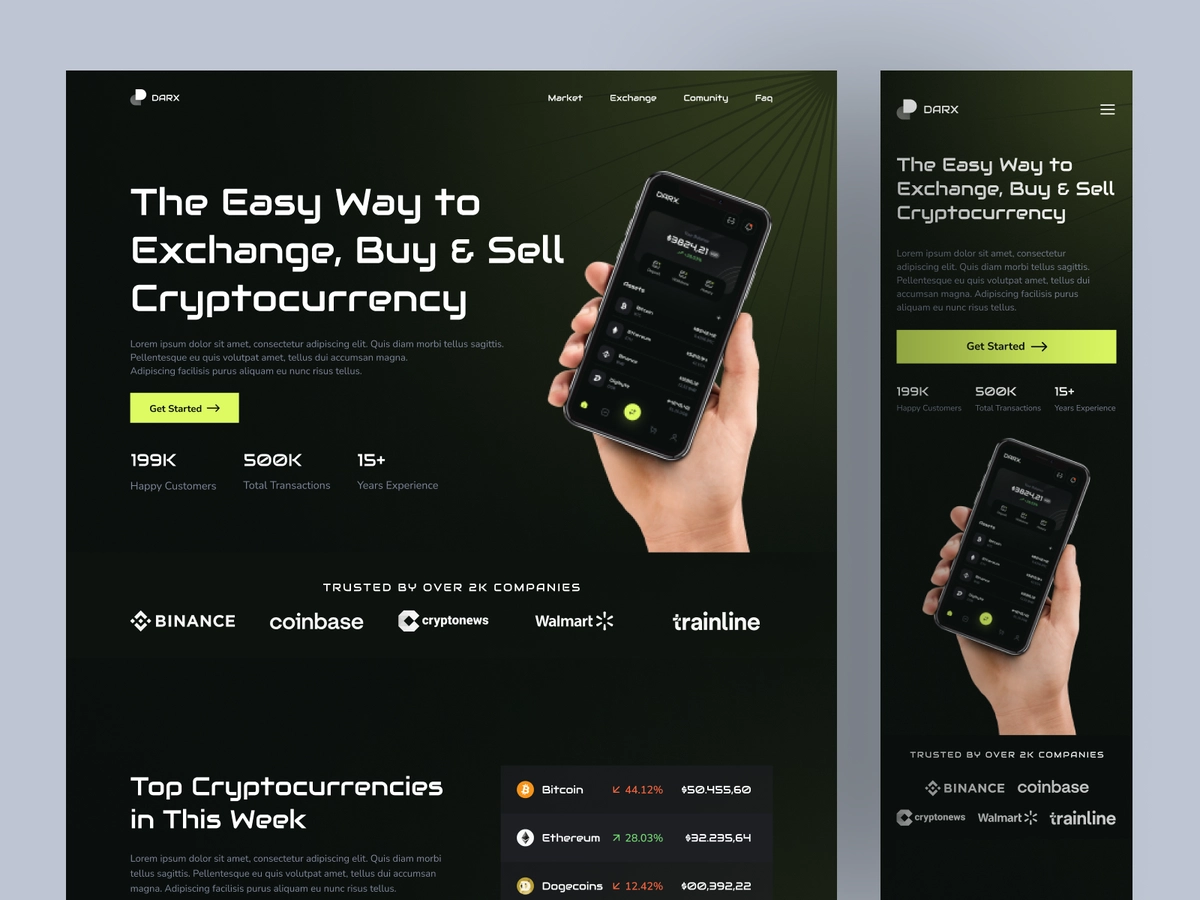 DARX
Market Exchange Comunity Faq
The Easy Way to
Exchange, Buy & Sell
Cryptocurrency
Lorem ipsum dolor sit amet, consectetur adipiscing elit. Quis diam morbi tellus sagittis.
Pellentesque eu quis volutpat amet, tellus dui accumsan magna.
Adipiscing facilisis purus aliquam eu nunc risus tellus.
Get Started
199K 500K 15+
Happy Customers Total Transactions Years Experience
DARX.
Your Balance
$3824,21
Assets
Bitcoin
BTC
Ethereum
Binance
Digibyte
TRUSTED BY OVER 2K COMPANIES
BINANCE coinbase cryptonews Walmart trainline
Top Cryptocurrencies
in This Week
Lorem ipsum dolor sit amet, consectetur adipiscing elit. Quis diam morbi
tellus sagittis. Pellentesque eu quis volutpat amet, tellus dui accumsan
magna. Adipiscing facilisis purus aliquam eu nunc risus tellus.
Bitcoin 44.12% $50.455,60
Ethereum 28.03% $32.235,64
Dogecoins 12.42% $00,392,22
DARX
The Easy Way to
Exchange, Buy & Sell
Cryptocurrency
Lorem ipsum dolor sit amet, consectetur
adipiscing elit. Quis diam morbi tellus sagittis.
Pellentesque eu quis volutpat amet, tellus dui
accumsan magna. Adipiscing facilisis purus
aliquam eu nunc risus tellus.
Get Started
199K 500K 15+
Happy Customers Total Transactions Years Experience
DARX.
$3824,21
Assets
Bitcoin
Ethereum
Binance
Digibyte
TRUSTED BY OVER 2K COMPANIES
BINANCE coinbase
cryptonews Walmart trainline